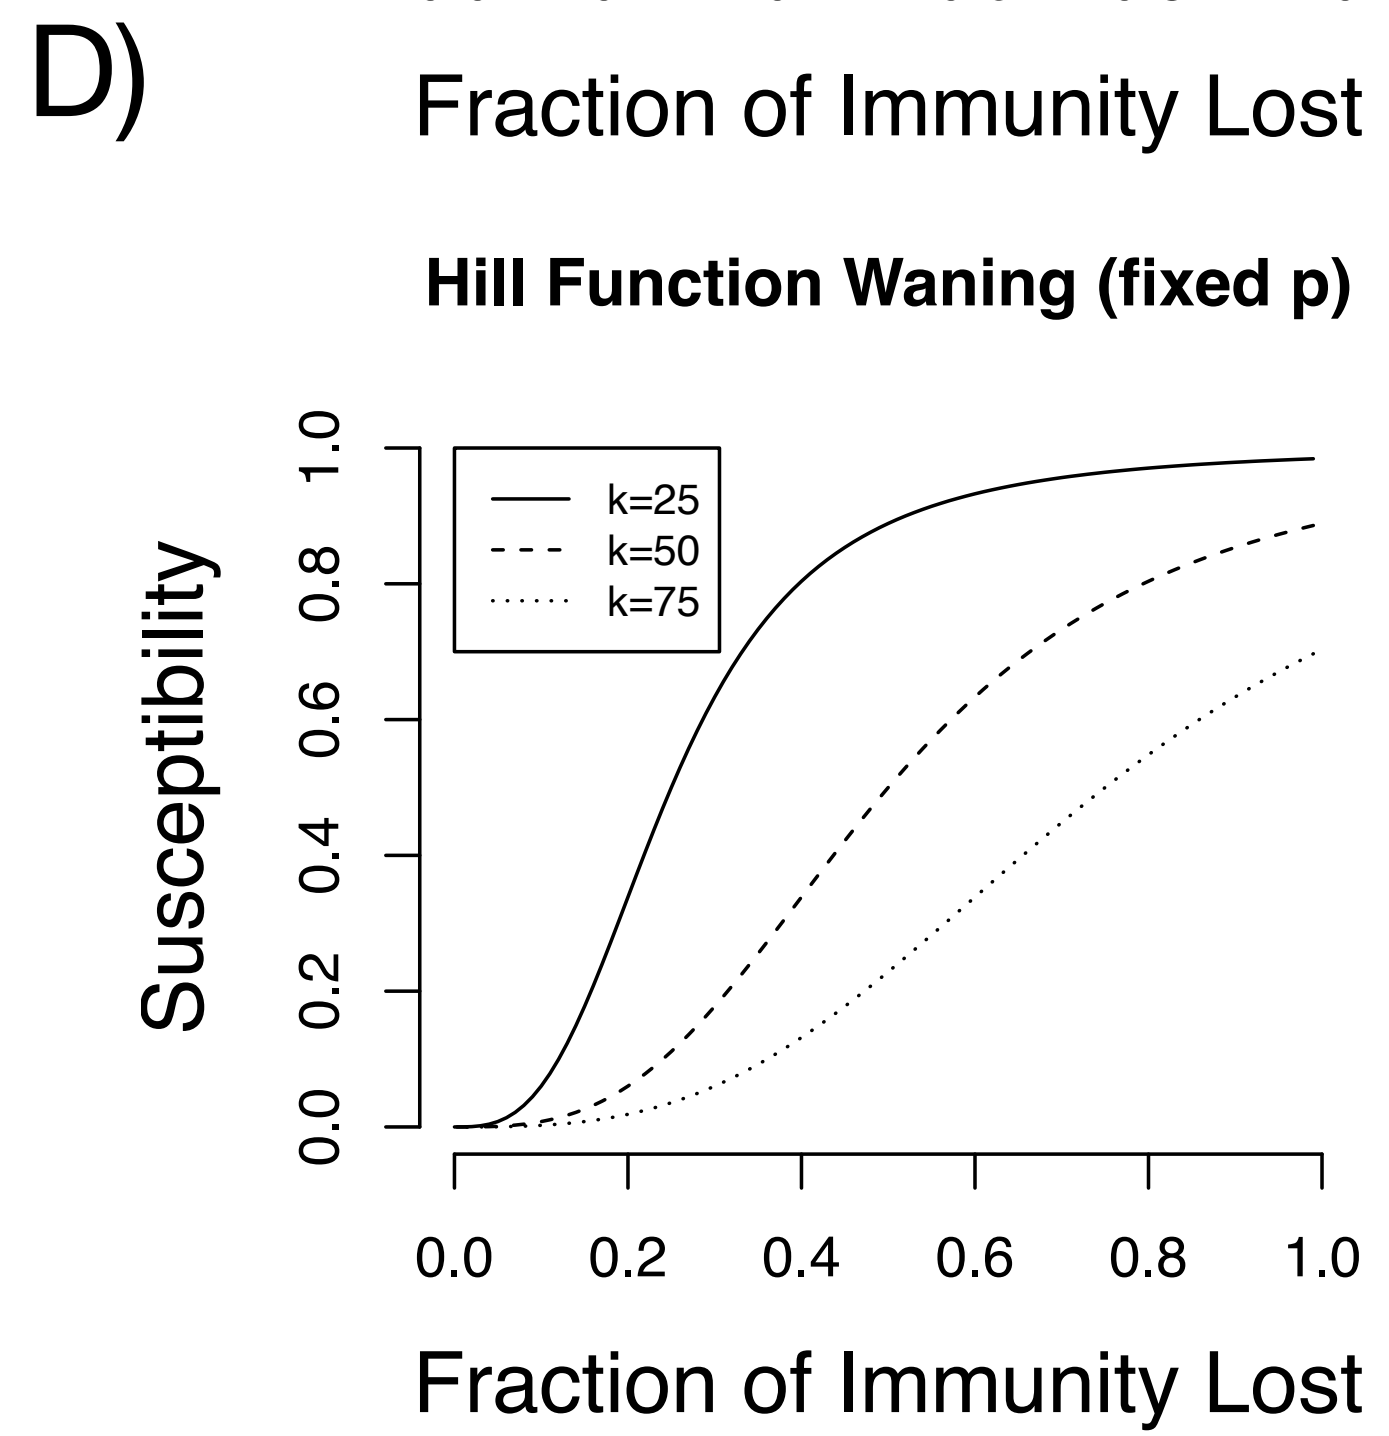 D)
Fraction of Immunity Lost
Hill Function Waning (fixed p)
Susceptibility
1.0
0.8
0.6
0.4
0.2
0.0
k=25
k=50
k=75
0.0 0.2 0.4 0.6 0.8 1.0
Fraction of Immunity Lost